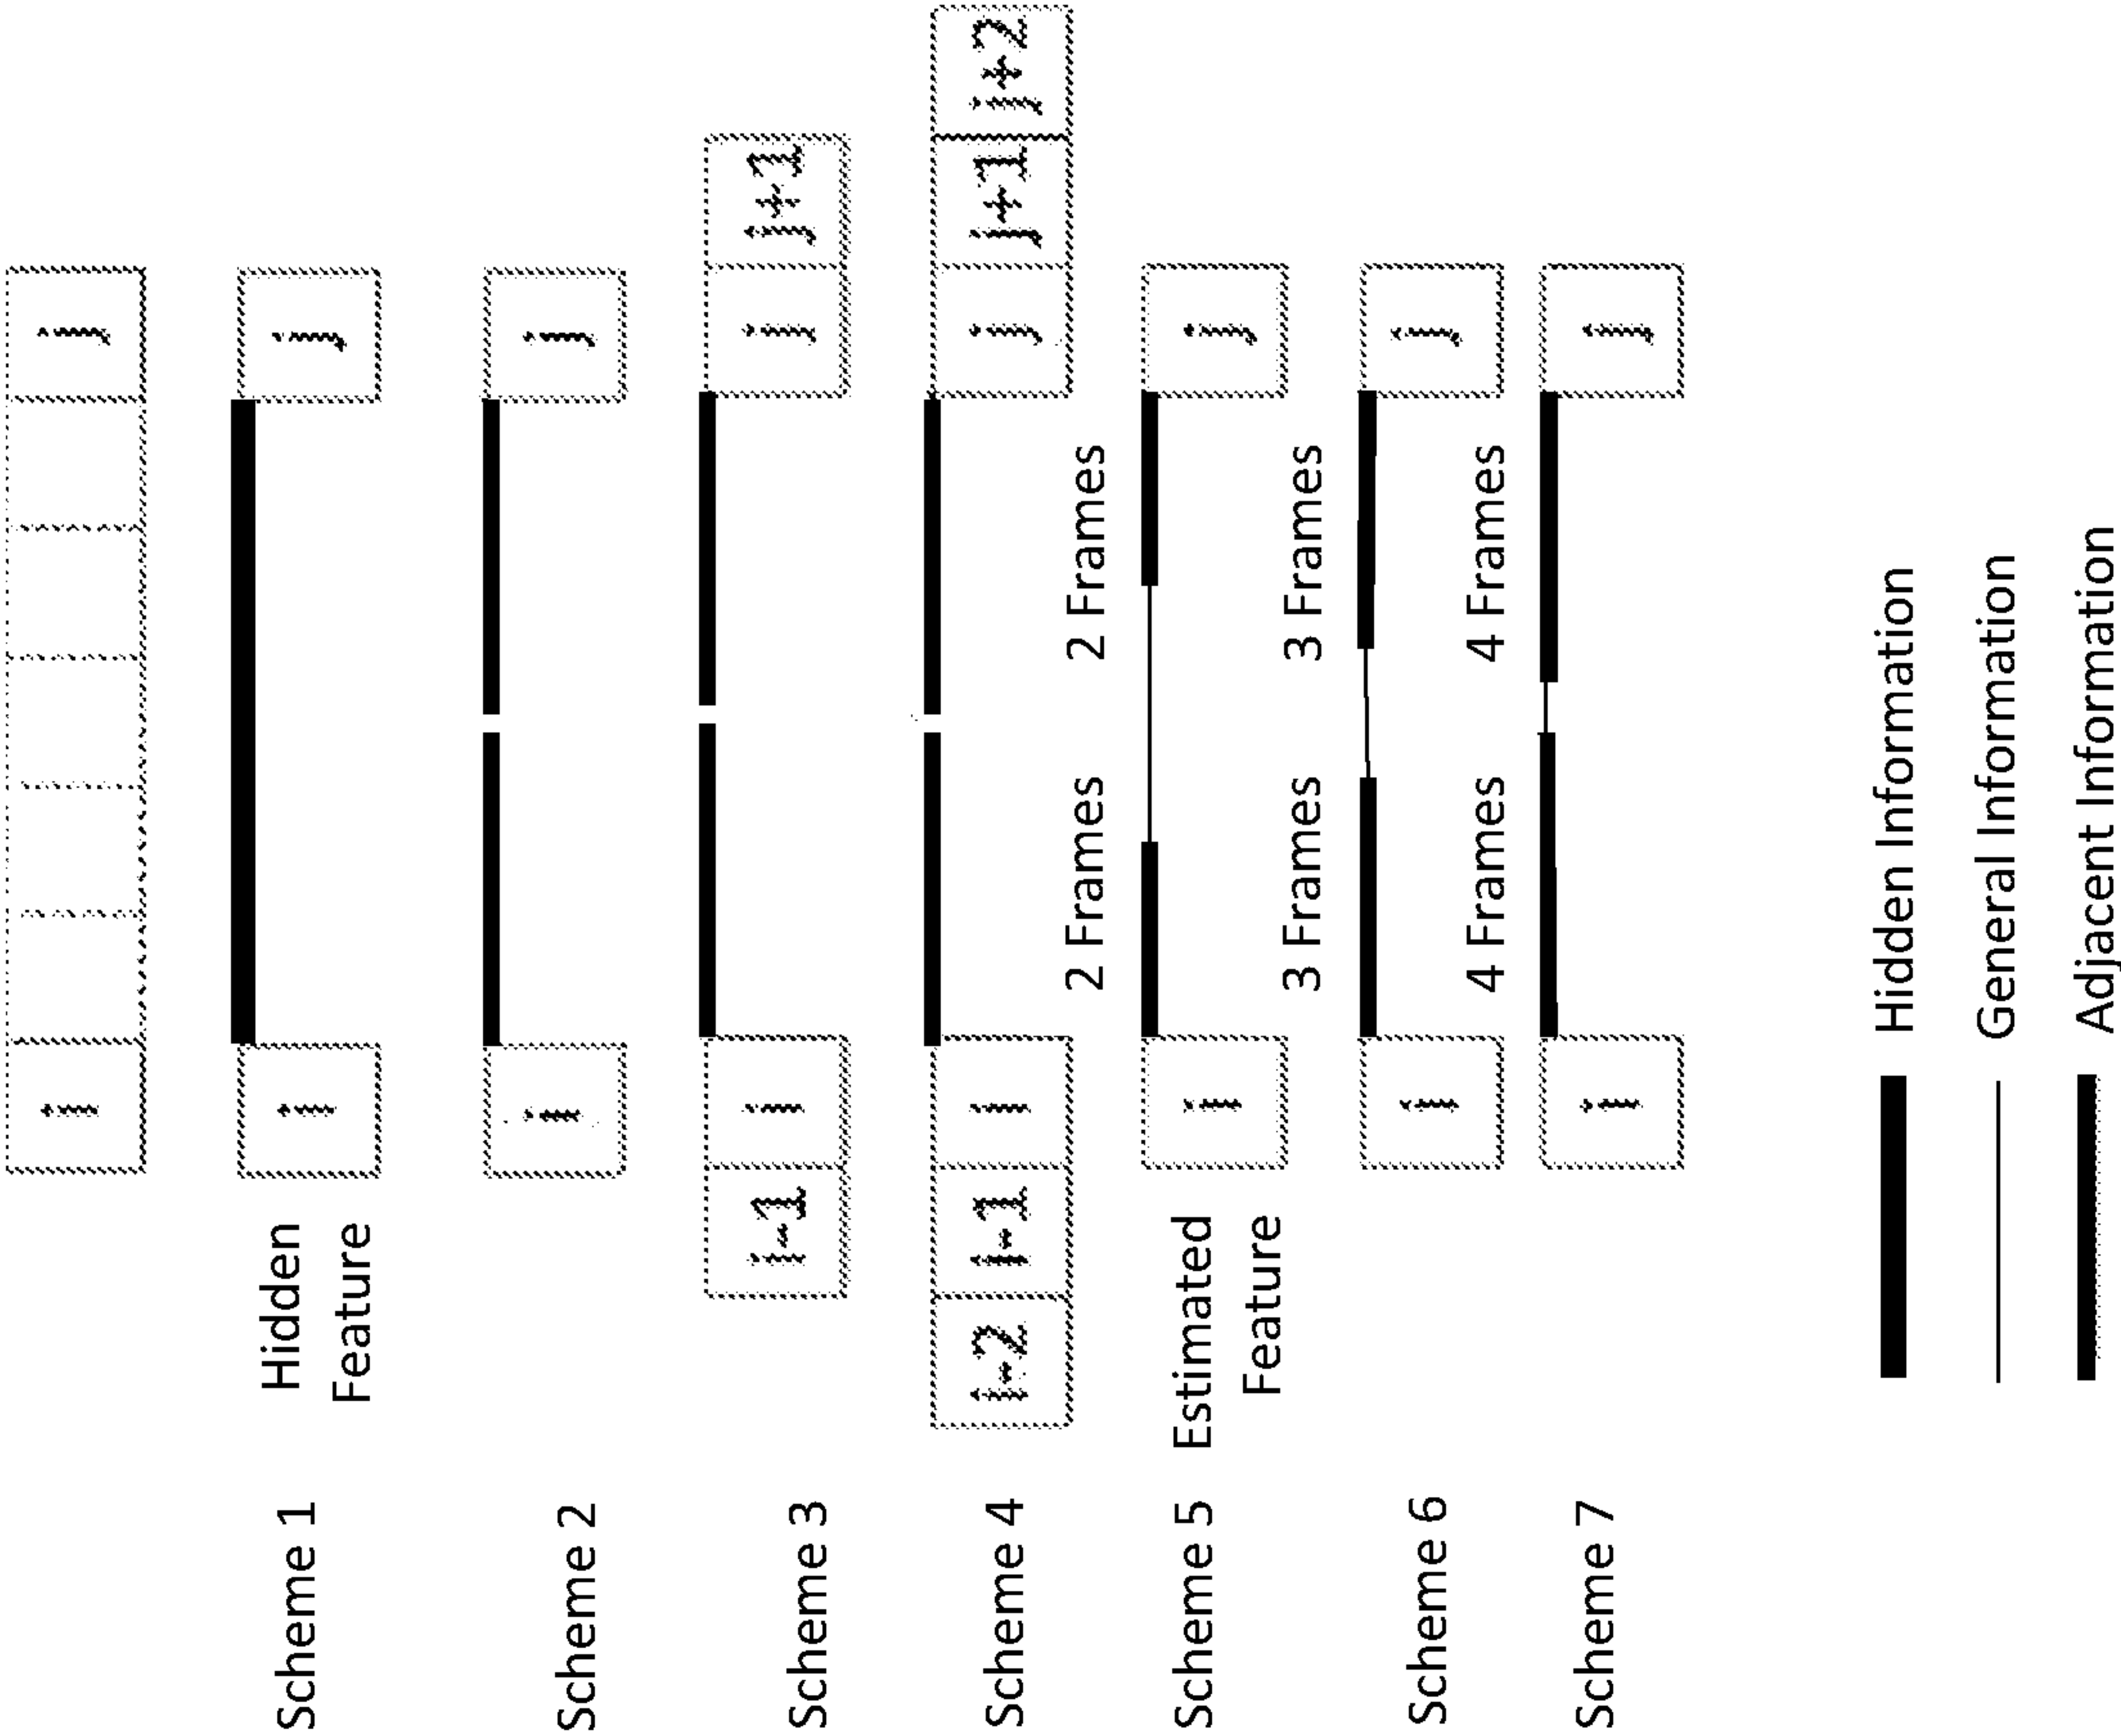 i j
Scheme 1 Hidden i j
Feature
Scheme 2 i j
Scheme 3 i-1 i j j+1
Scheme 4 i-2 i-1 i j j+1 j+2
2 Frames 2 Frames
Scheme 5 Estimated i j
Feature
3 Frames 3 Frames
Scheme 6 i j
4 Frames 4 Frames
Scheme 7 i j
Hidden Information
General Information
Adjacent Information